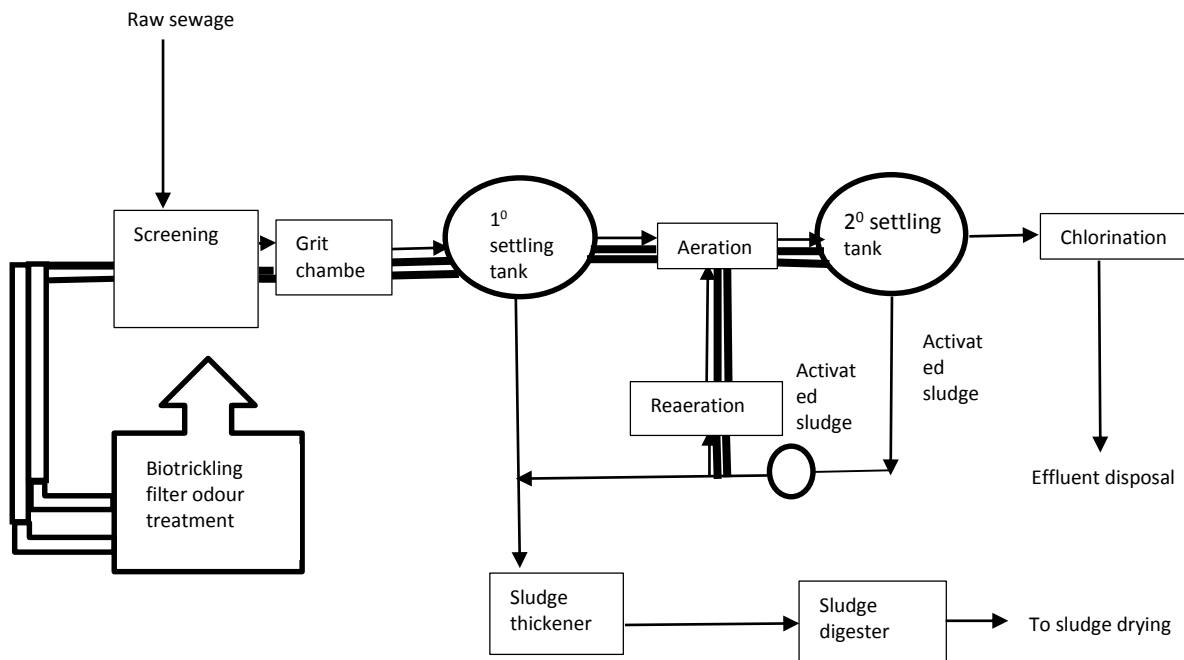 Raw sewage
Screening
Grit
chambe
1⁰
settling
tank
Aeration
2⁰ settling
tank
Chlorination
Activat
ed
sludge
Activat
ed
sludge
Reaeration
Biotrickling
filter odour
treatment
Effluent disposal
Sludge
thickener
Sludge
digester
To sludge drying